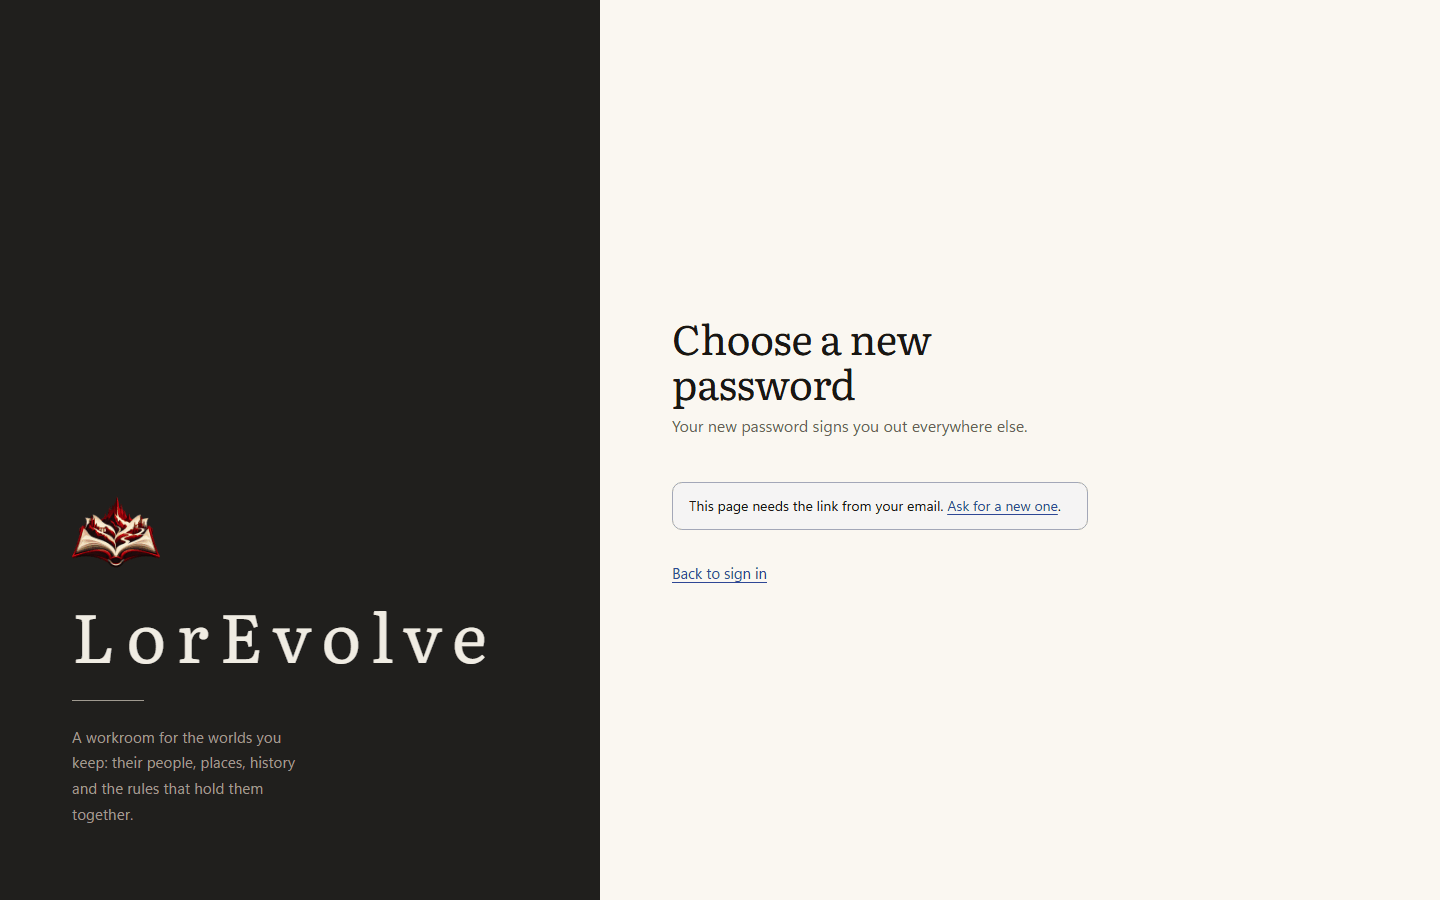 LorEvolve
A workroom for the worlds you
keep: their people, places, history
and the rules that hold them
together.
Choose a new
password
Your new password signs you out everywhere else.
This page needs the link from your email. Ask for a new one.
Back to sign in